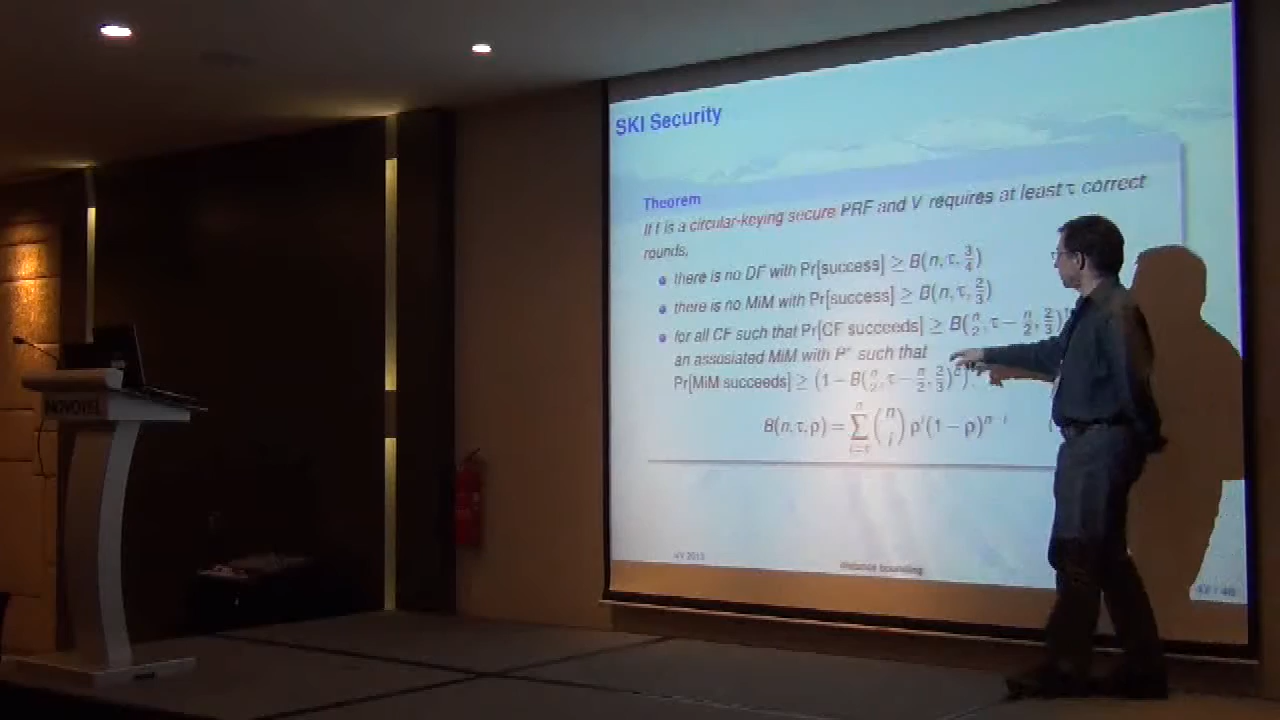 SKI Security
Theorem
If f is a circular-keying secure PRF and V requires at least τ correct
rounds,
there is no DF with Pr[success] ≥ B(n, τ, 3/4)
there is no MiM with Pr[success] ≥ B(n, τ, 2/3)
for all CF such that Pr[CF succeeds] ≥ B(n/2, τ − n/2, 2/3)
an assosiated MiM with P* such that
Pr[MiM succeeds] ≥ (1 − B(n/2, τ − n/2, 2/3)
B(n, τ, ρ) = ∑ i=τ n (n i) ρ^i (1 − ρ)^n−i
NOVOTEL
distance bounding